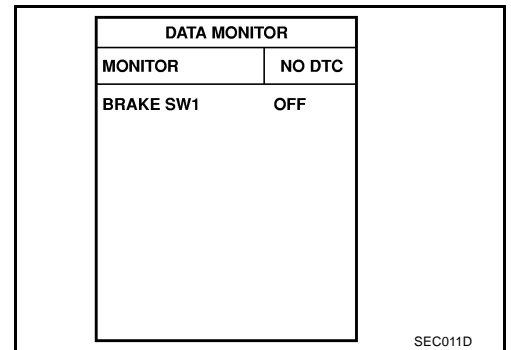 DATA MONITOR
MONITOR NO DTC
BRAKE SW1 OFF
SEC011D